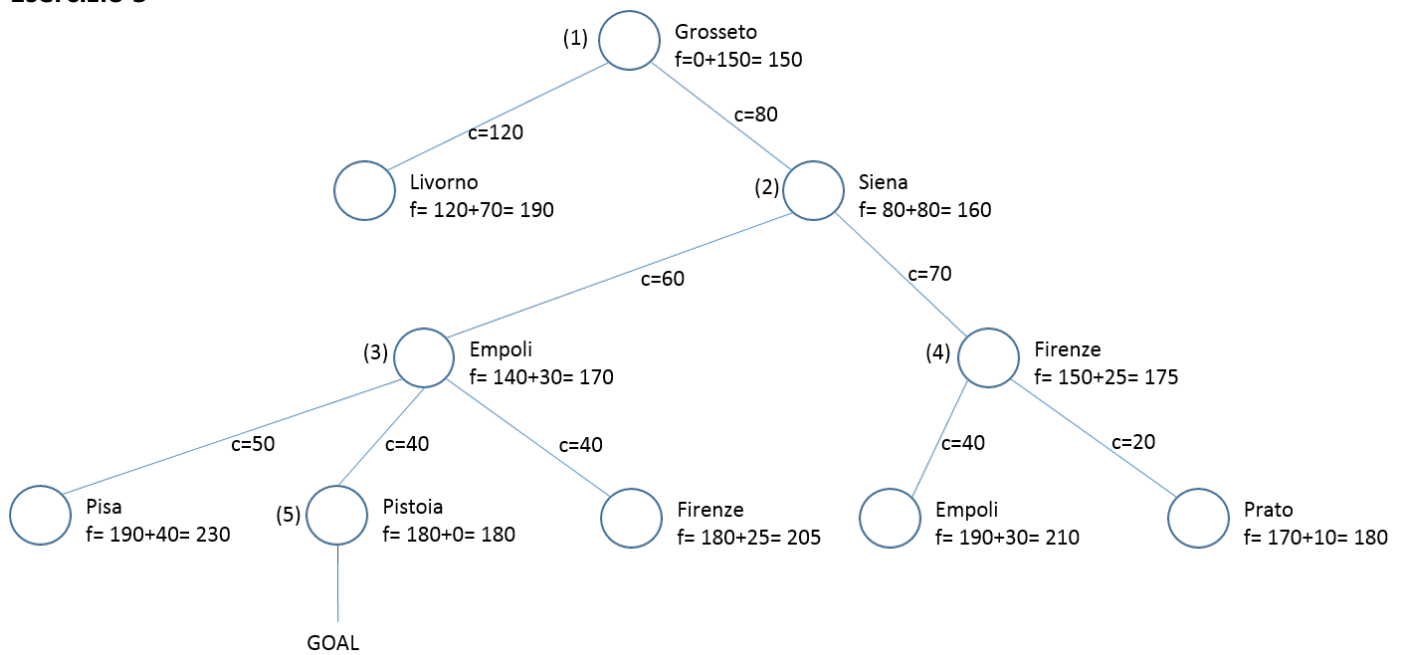 (1)
Grosseto
f=0+150= 150
c=120
c=80
Livorno
f= 120+70= 190
(2)
Siena
f= 80+80= 160
c=60
c=70
(3)
Empoli
f= 140+30= 170
(4)
Firenze
f= 150+25= 175
c=50
c=40
c=40
c=40
c=20
Pisa
f= 190+40= 230
(5)
Pistoia
f= 180+0= 180
Firenze
f= 180+25= 205
Empoli
f= 190+30= 210
Prato
f= 170+10= 180
GOAL